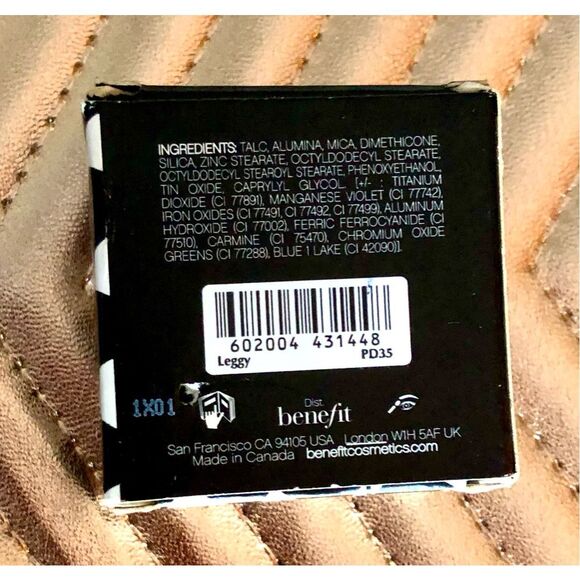 INGREDIENTS: TALC, ALUMINA, MICA, DIMETHICONE,
SILICA, ZINC STEARATE, OCTYLDODECYL STEARATE,
OCTYLDODECYL STEAROYL STEARATE, PHENOXYETHANOL,
TIN OXIDE, CAPRYLYL GLYCOL [+/- : TITANIUM
DIOXIDE (CI 77891), MANGANESE VIOLET (CI 77742),
IRON OXIDES (CI 77491, CI 77492, CI 77499), ALUMINUM
HYDROXIDE (CI 77002), FERRIC FERROCYANIDE (CI
77510), CARMINE (CI 75470), CHROMIUM OXIDE
GREENS (CI 77288), BLUE 1 LAKE (CI 42090)].
602004 431448
Leggy PD35
1X01
Dist.
benefit
San Francisco CA 94105 USA London W1H 5AF UK
Made in Canada benefitcosmetics.com